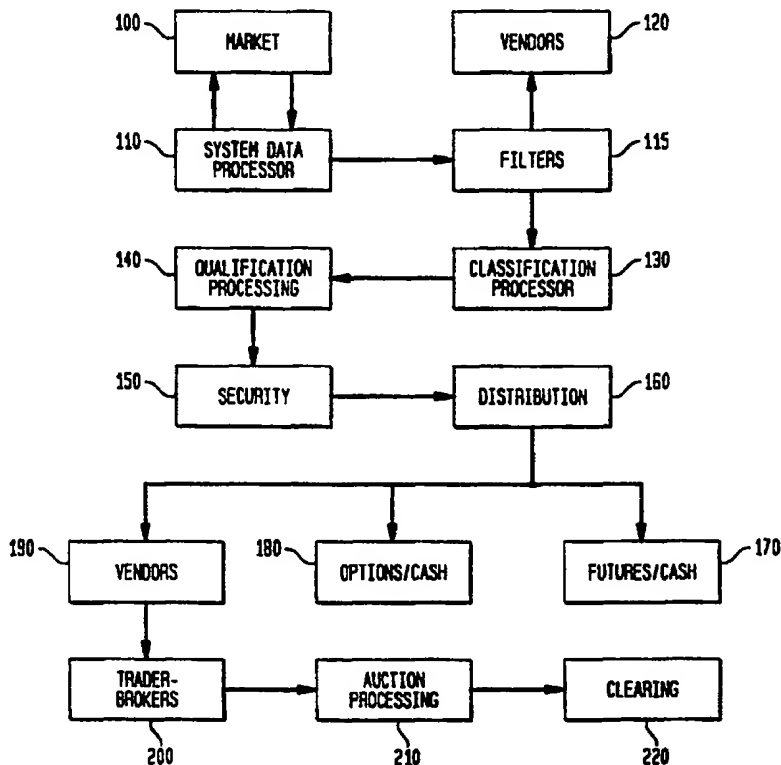 100
MARKET
120
VENDORS
110
SYSTEM DATA
PROCESSOR
FILTERS
115
140
QUALIFICATION
PROCESSING
CLASSIFICATION
PROCESSOR
130
150
SECURITY
DISTRIBUTION
160
190
VENDORS
180
OPTIONS/CASH
FUTURES/CASH
170
TRADER-
BROKERS
200
AUCTION
PROCESSING
210
CLEARING
220